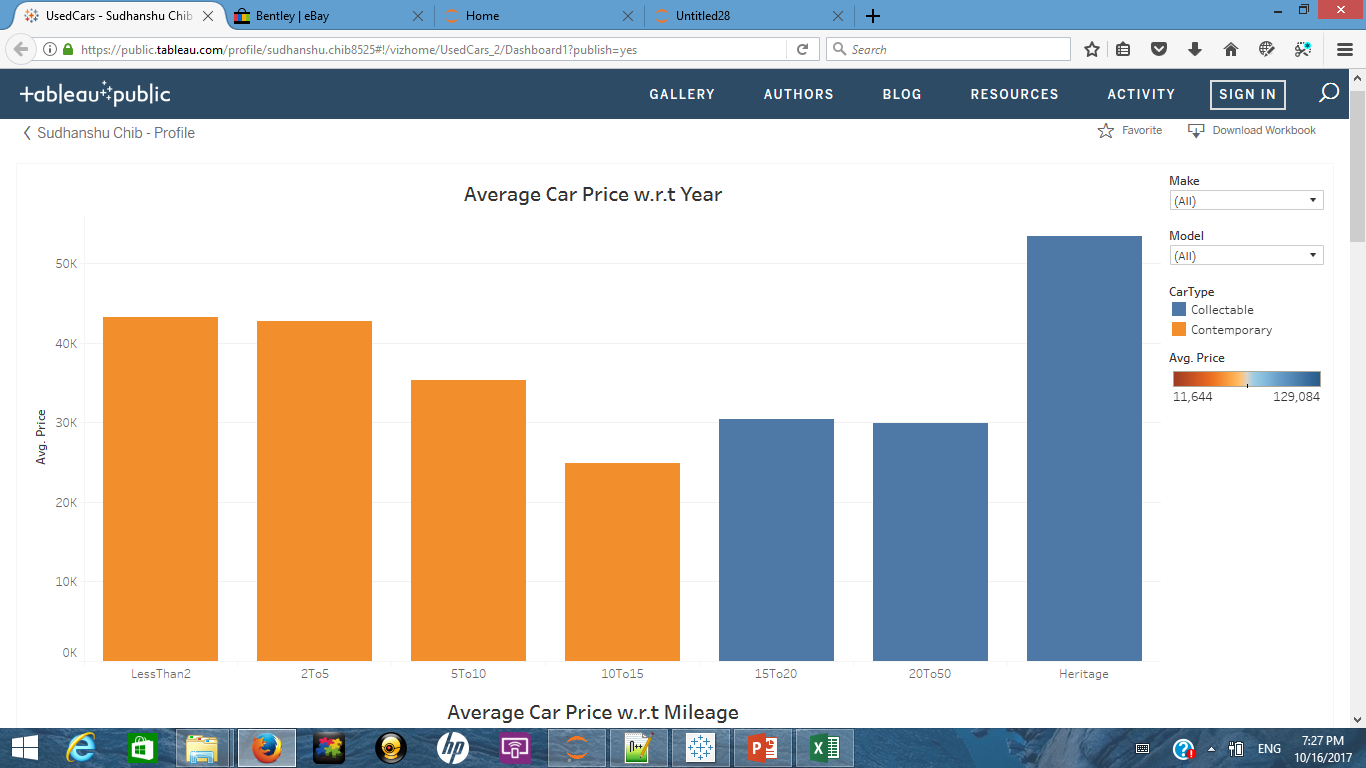 UsedCars - Sudhanshu Chib
Bentley | eBay
Home
Untitled28
https://public.tableau.com/profile/sudhanshu.chib8525#!/vizhome/UsedCars_2/Dashboard1?publish=yes
Search
tableau public
GALLERY
AUTHORS
BLOG
RESOURCES
ACTIVITY
SIGN IN
Sudhanshu Chib - Profile
Favorite
Download Workbook
Average Car Price w.r.t Year
Avg. Price
50K
40K
30K
20K
10K
0K
LessThan2
2To5
5To10
10To15
15To20
20To50
Heritage
Make
(All)
Model
(All)
CarType
Collectable
Contemporary
Avg. Price
11,644
129,084
Average Car Price w.r.t Mileage
hp
ENG
7:27 PM
10/16/2017